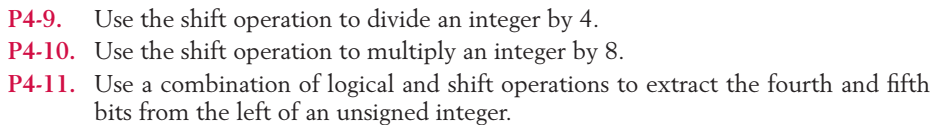 P4-9. Use the shift operation to divide an integer by 4.
P4-10. Use the shift operation to multiply an integer by 8.
P4-11. Use a combination of logical and shift operations to extract the fourth and fifth
bits from the left of an unsigned integer.